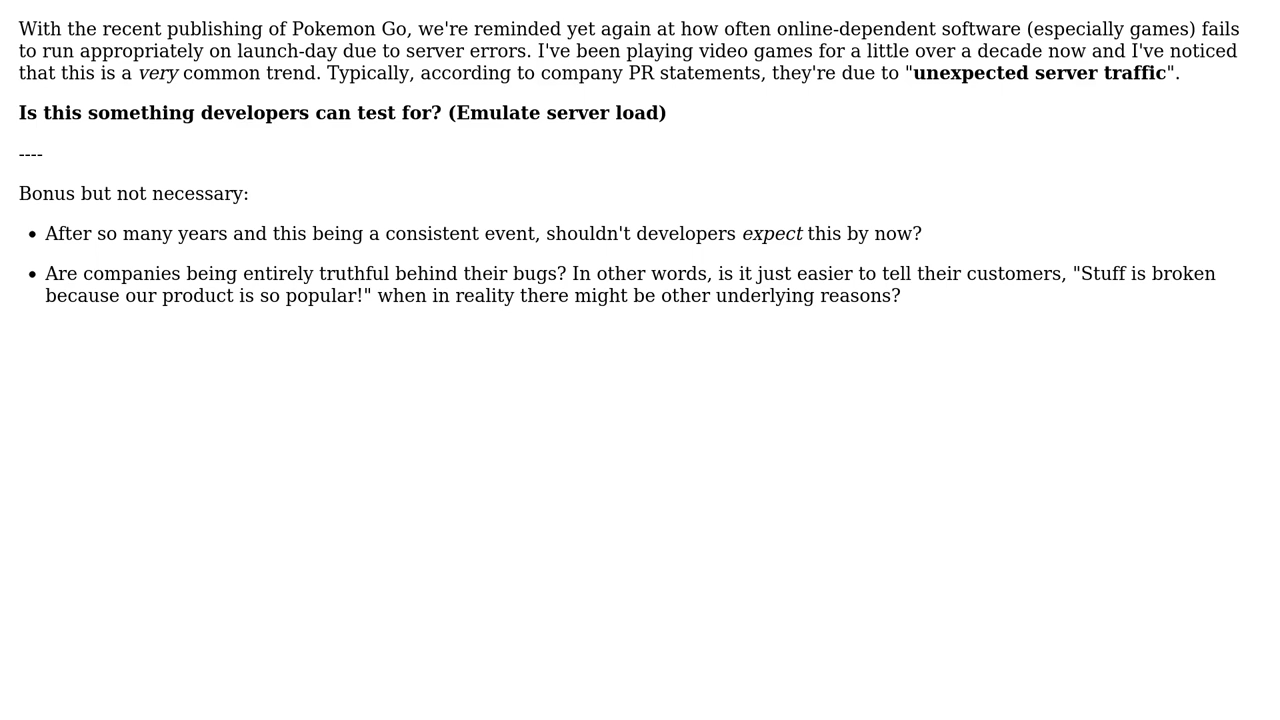 With the recent publishing of Pokemon Go, we're reminded yet again at how often online-dependent software (especially games) fails
to run appropriately on launch-day due to server errors. I've been playing video games for a little over a decade now and I've noticed
that this is a very common trend. Typically, according to company PR statements, they're due to "unexpected server traffic".
Is this something developers can test for? (Emulate server load)
----
Bonus but not necessary:
• After so many years and this being a consistent event, shouldn't developers expect this by now?
• Are companies being entirely truthful behind their bugs? In other words, is it just easier to tell their customers, "Stuff is broken
because our product is so popular!" when in reality there might be other underlying reasons?